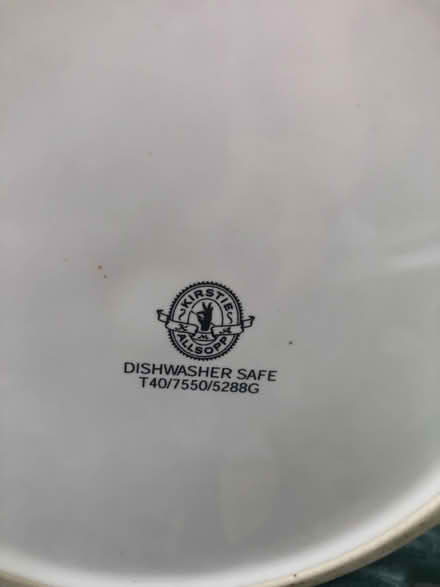 KIRSTIE
ALLSOPP
DISHWASHER SAFE
T40/7550/5288G